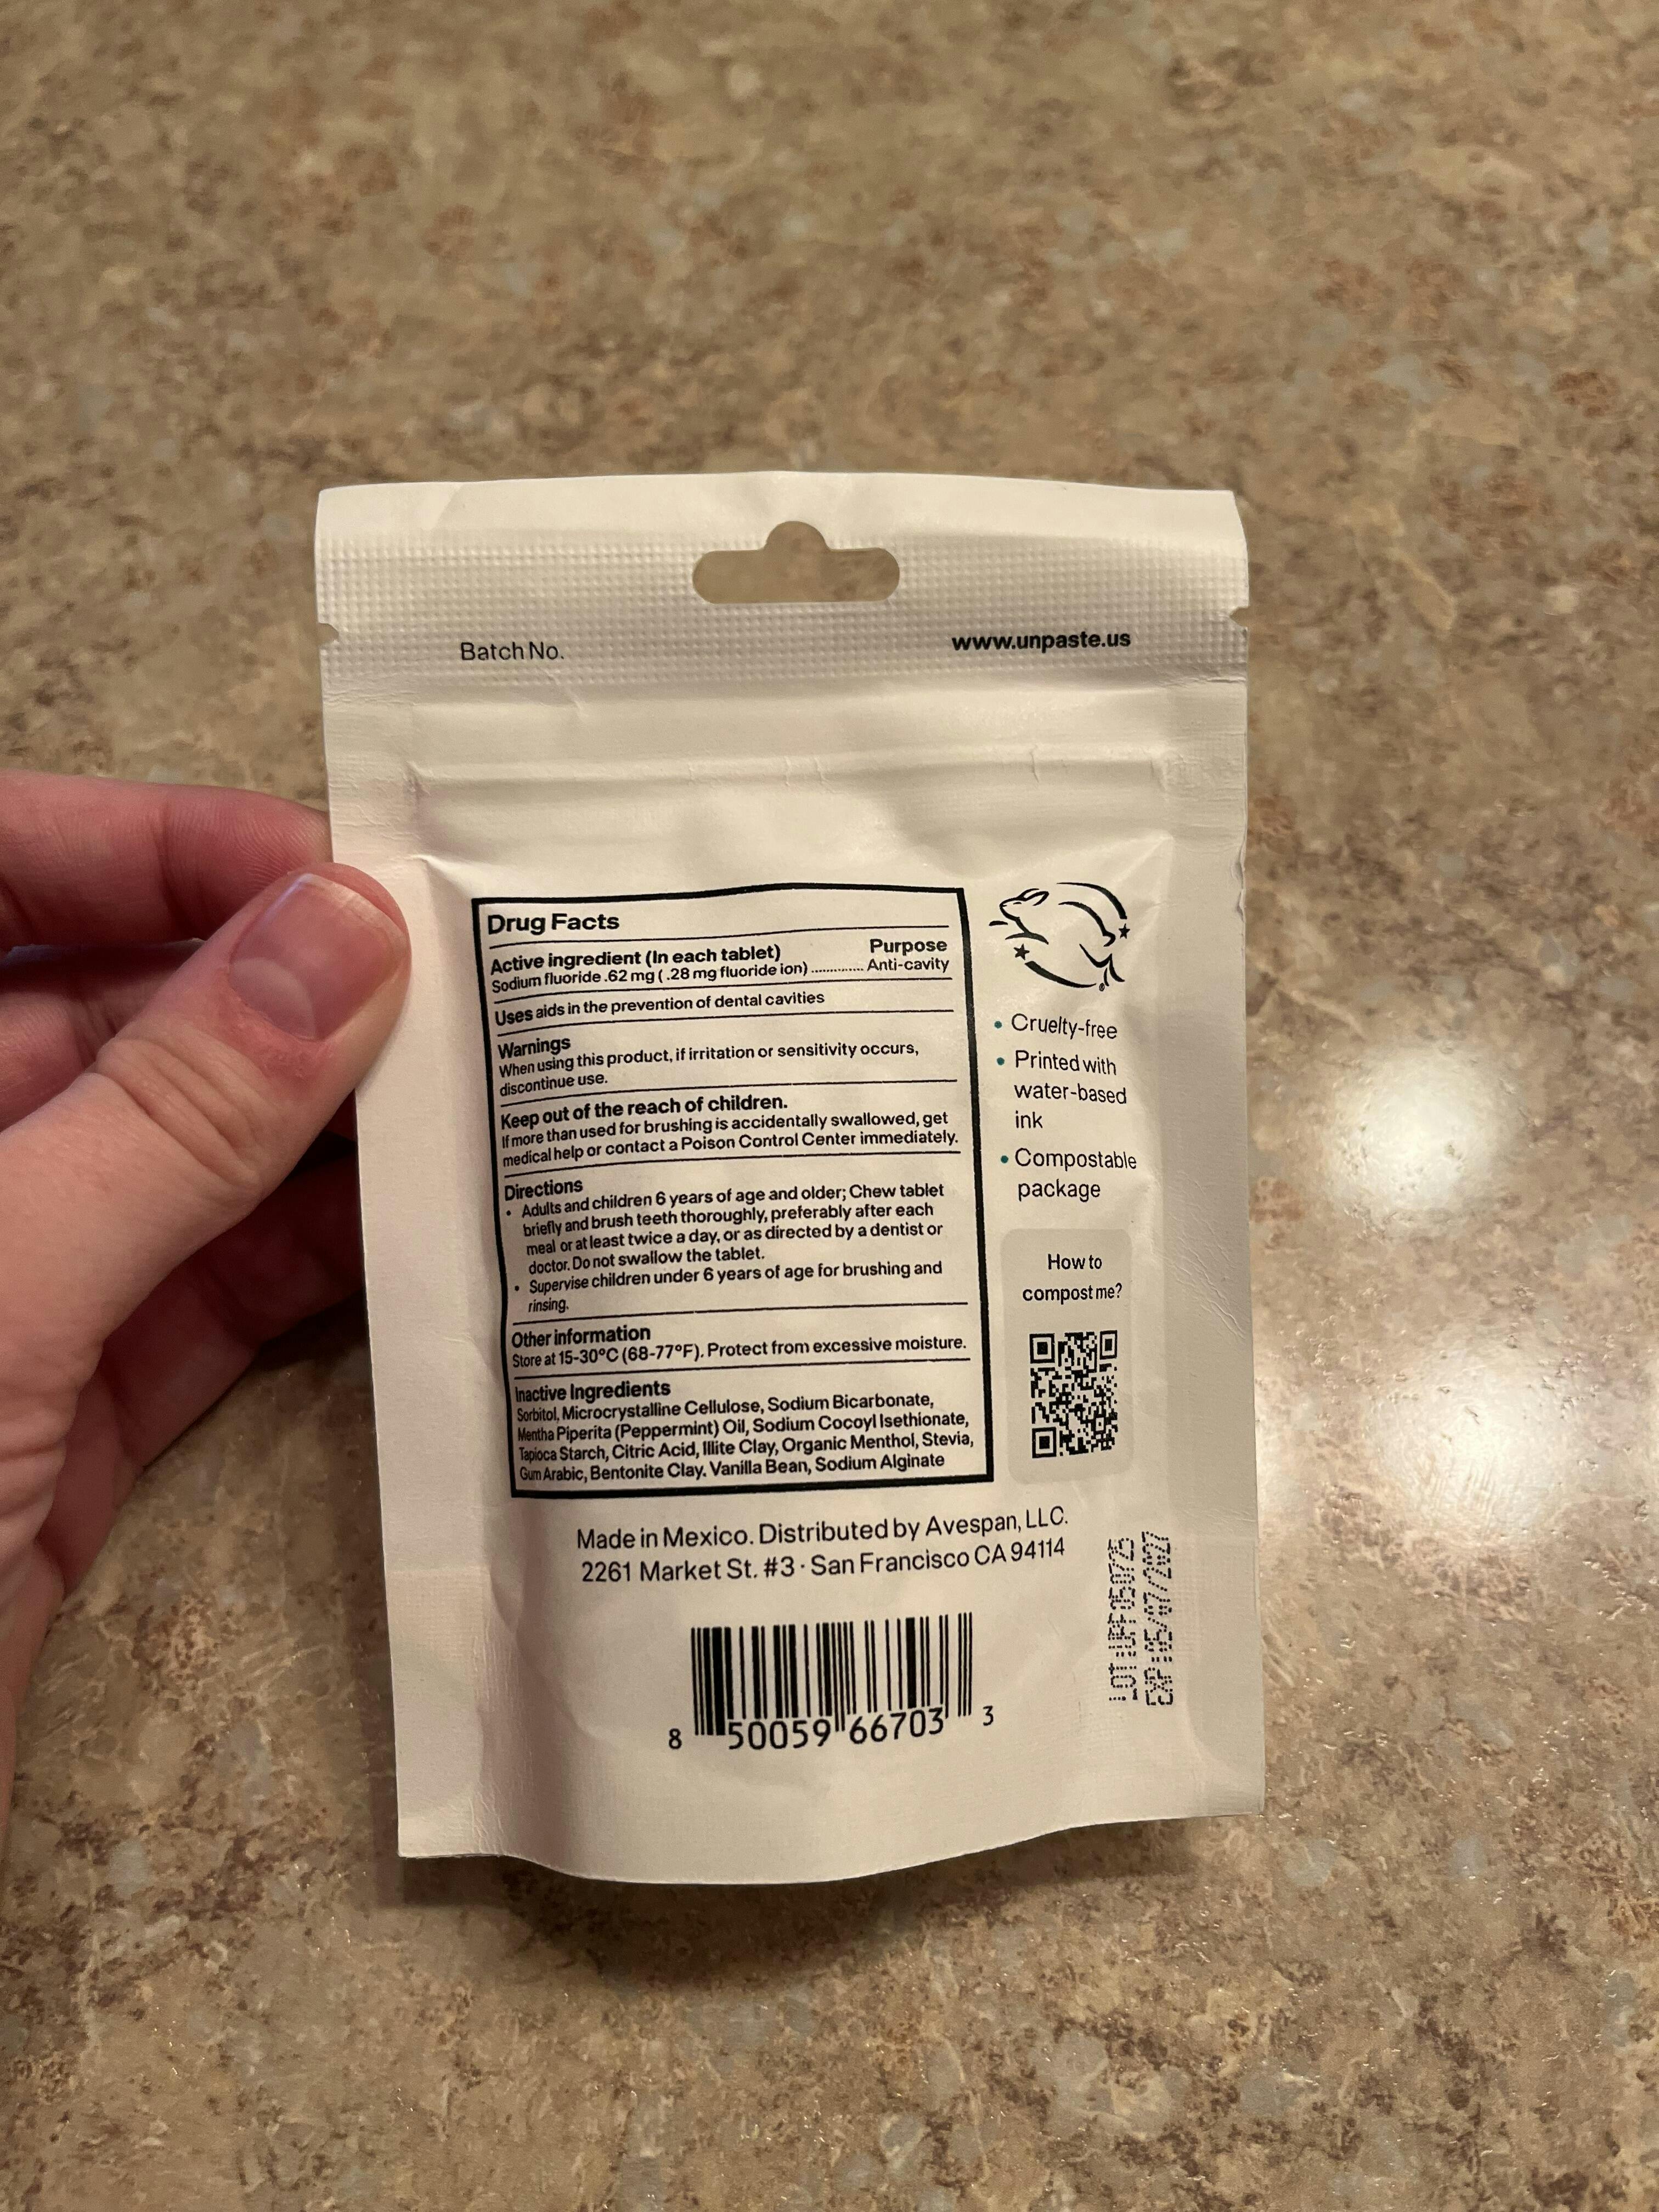 Batch No.
www.unpaste.us
Drug Facts
Active ingredient (In each tablet) Purpose
Sodium fluoride .62 mg ( .28 mg fluoride ion) .............. Anti-cavity
Uses aids in the prevention of dental cavities
Warnings
When using this product, if irritation or sensitivity occurs,
discontinue use.
Keep out of the reach of children.
If more than used for brushing is accidentally swallowed, get
medical help or contact a Poison Control Center immediately.
Directions
• Adults and children 6 years of age and older; Chew tablet
briefly and brush teeth thoroughly, preferably after each
meal or at least twice a day, or as directed by a dentist or
doctor. Do not swallow the tablet.
• Supervise children under 6 years of age for brushing and
rinsing.
Other information
Store at 15-30°C (68-77°F). Protect from excessive moisture.
Inactive Ingredients
Sorbitol, Microcrystalline Cellulose, Sodium Bicarbonate,
Mentha Piperita (Peppermint) Oil, Sodium Cocoyl Isethionate,
Tapioca Starch, Citric Acid, Illite Clay, Organic Menthol, Stevia,
Gum Arabic, Bentonite Clay. Vanilla Bean, Sodium Alginate
• Cruelty-free
• Printed with
water-based
ink
• Compostable
package
How to
compost me?
Made in Mexico. Distributed by Avespan, LLC.
2261 Market St. #3 · San Francisco CA 94114
8 50059 66703 3
EXP: 05/07/2027